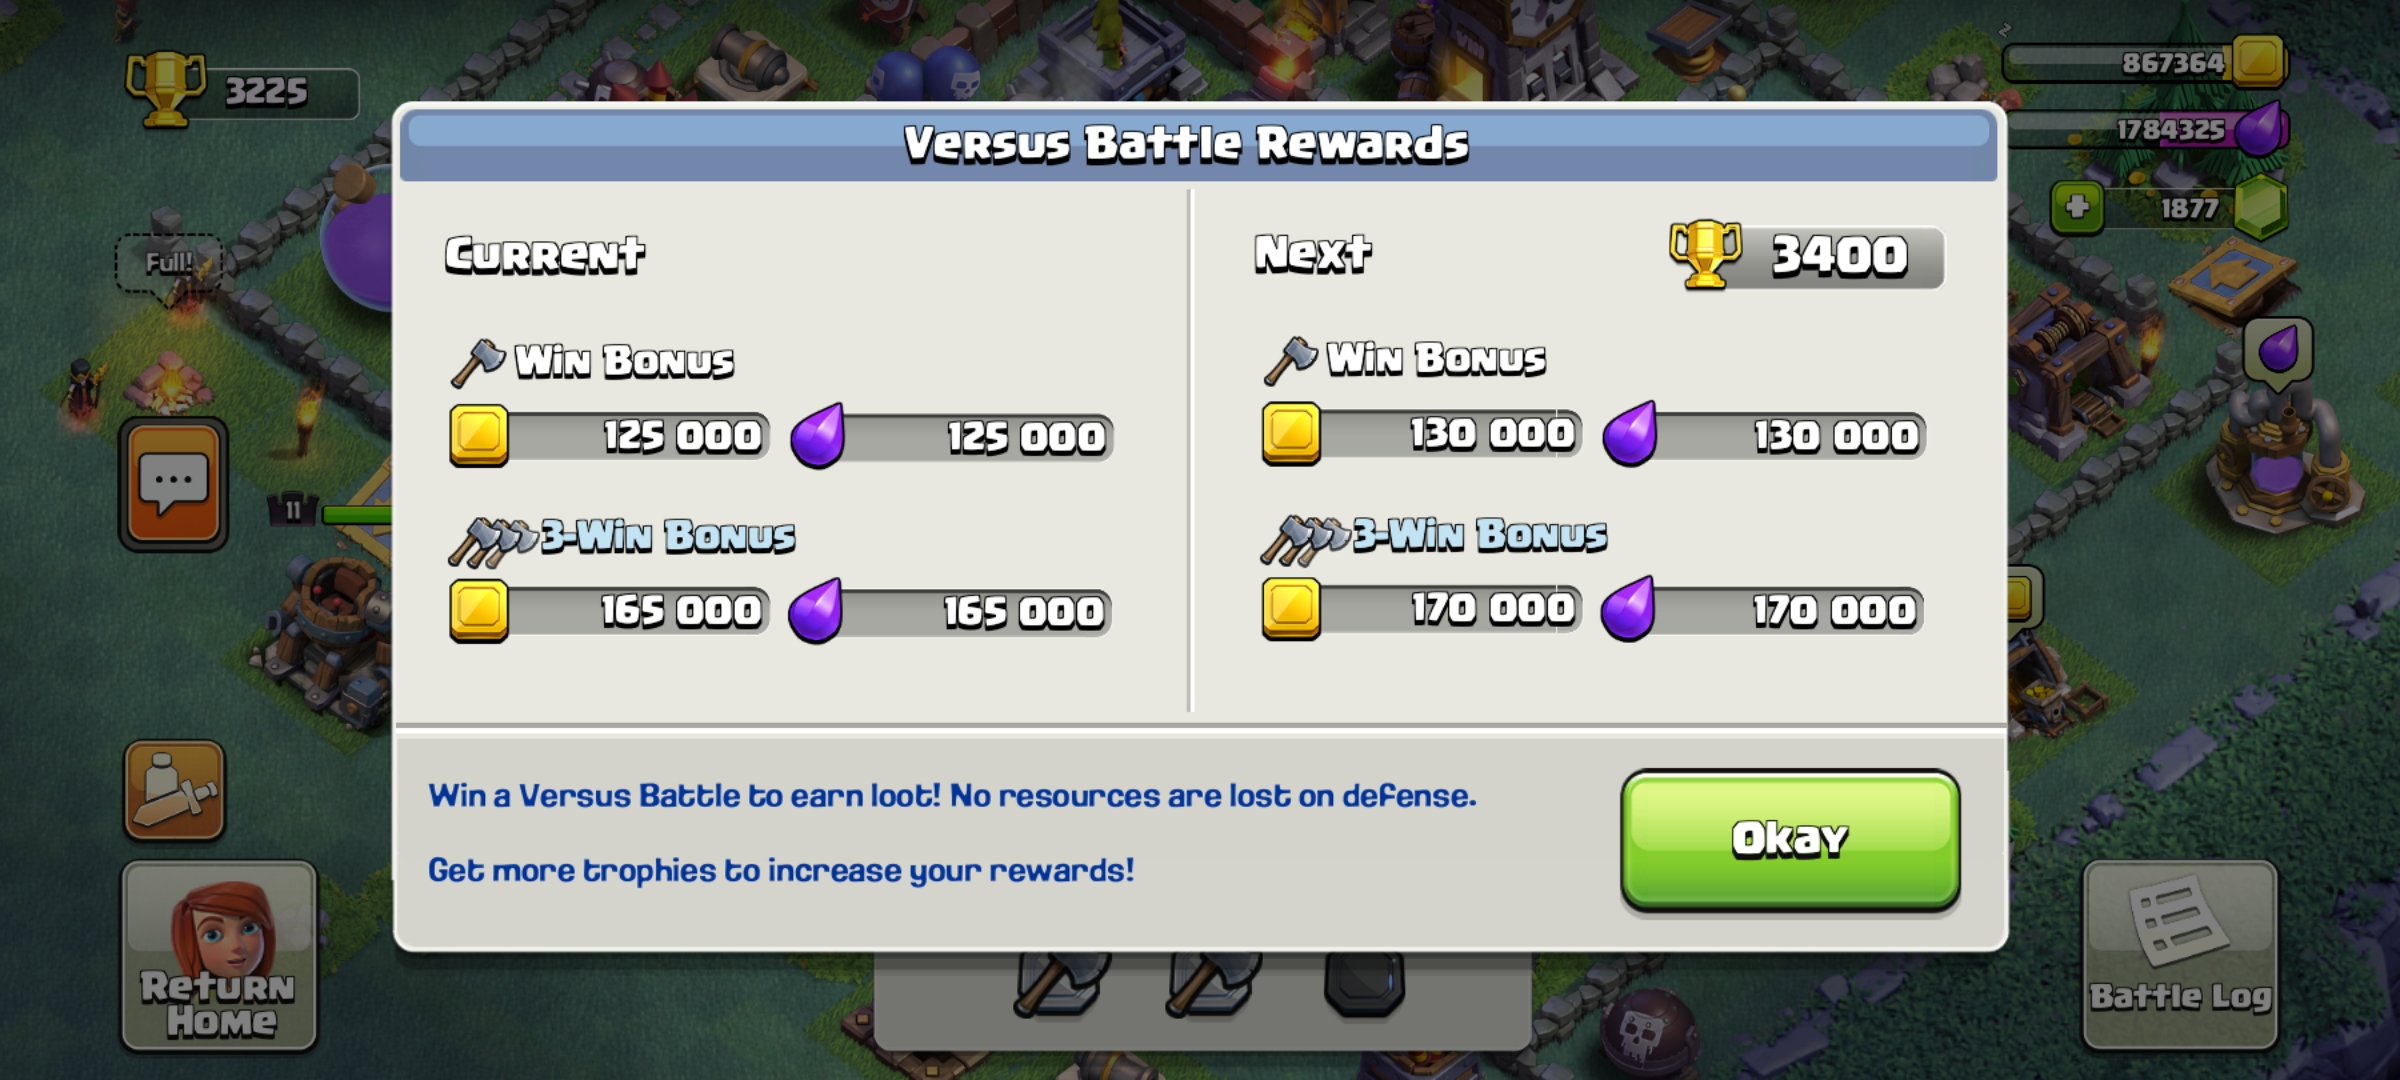 3225
867364
Versus Battle Rewards
1784325
1877
Full!
Current
Next
3400
Win Bonus
Win Bonus
125 000
125 000
130 000
130 000
11
3-Win Bonus
3-Win Bonus
165 000
165 000
170 000
170 000
Win a Versus Battle to earn loot! No resources are lost on defense.
Get more trophies to increase your rewards!
Okay
Return
Home
Battle Log